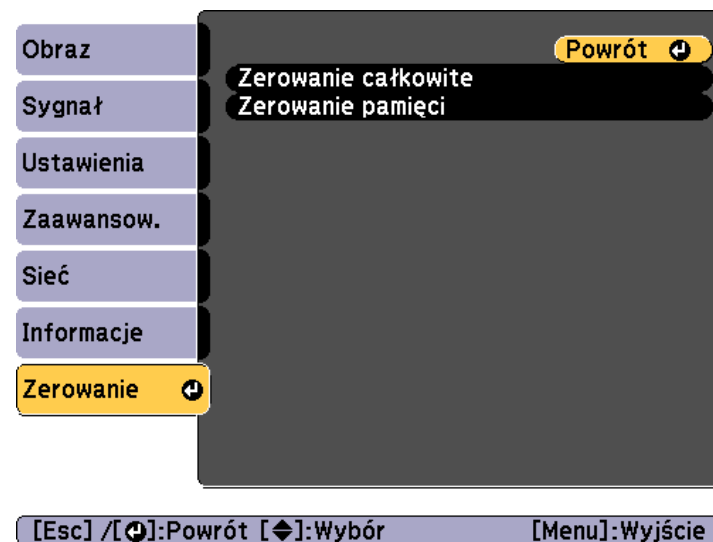 Obraz
Sygnał
Ustawienia
Zaawansow.
Sieć
Informacje
Zerowanie
Powrót
Zerowanie całkowite
Zerowanie pamięci
[Esc] /[]:Powrót []:Wybór [Menu]:Wyjście